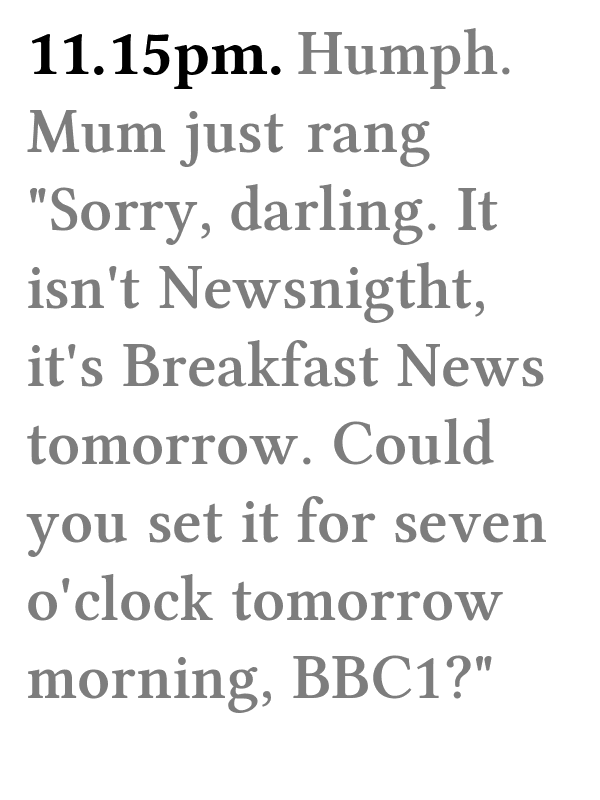 11.15pm. Humph.
Mum just rang
"Sorry, darling. It
isn't Newsnigtht,
it's Breakfast News
tomorrow. Could
you set it for seven
o'clock tomorrow
morning, BBC1?"